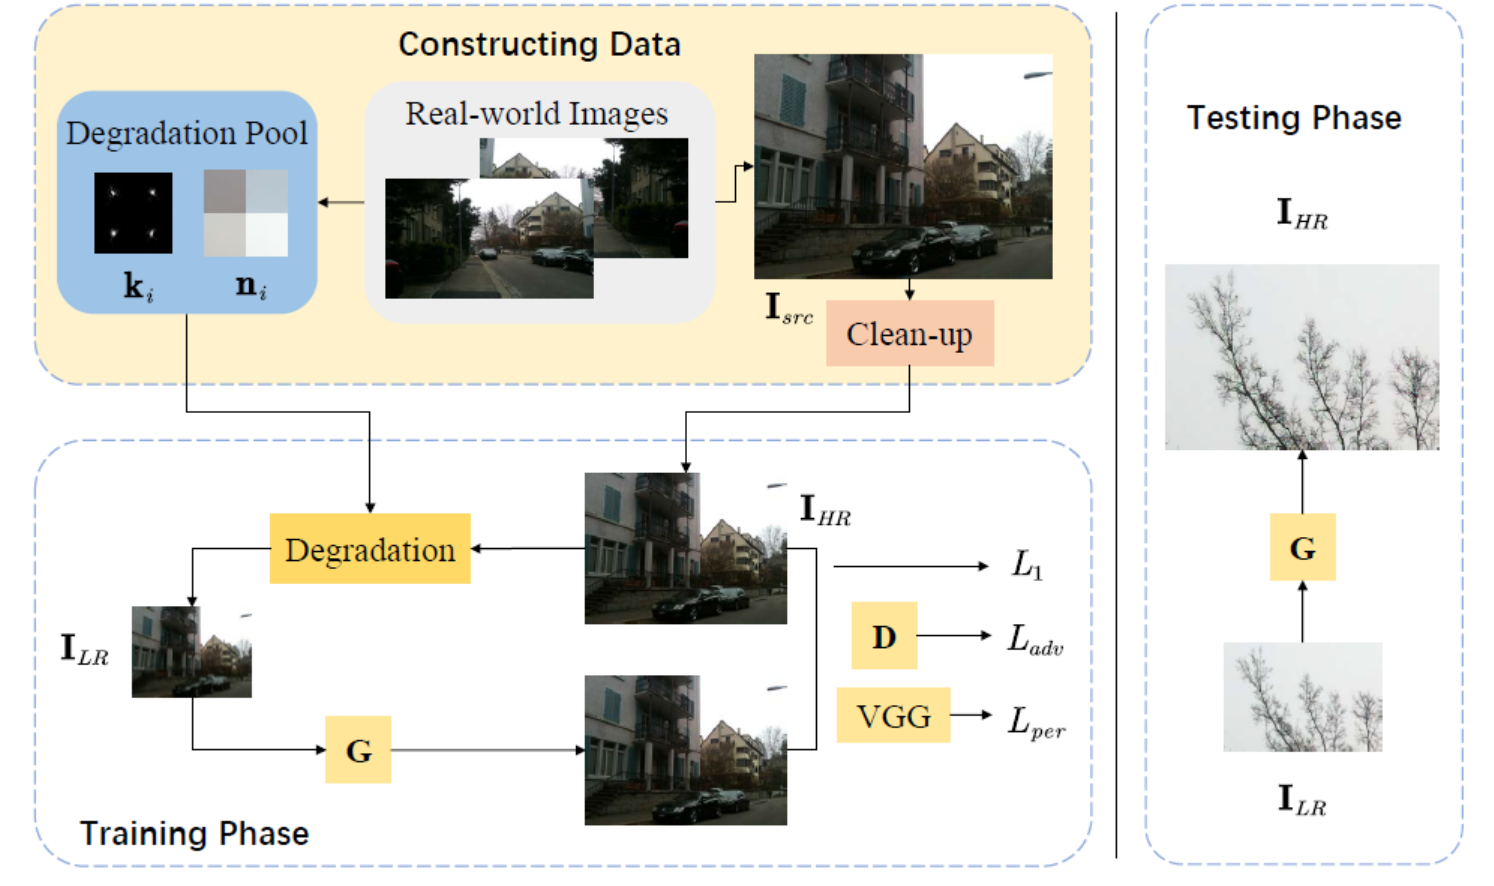 Constructing Data
Degradation Pool
k_i
n_i
Real-world Images
I_src
Clean-up
Degradation
I_HR
I_LR
G
L_1
D
L_adv
VGG
L_per
Training Phase
Testing Phase
I_HR
G
I_LR